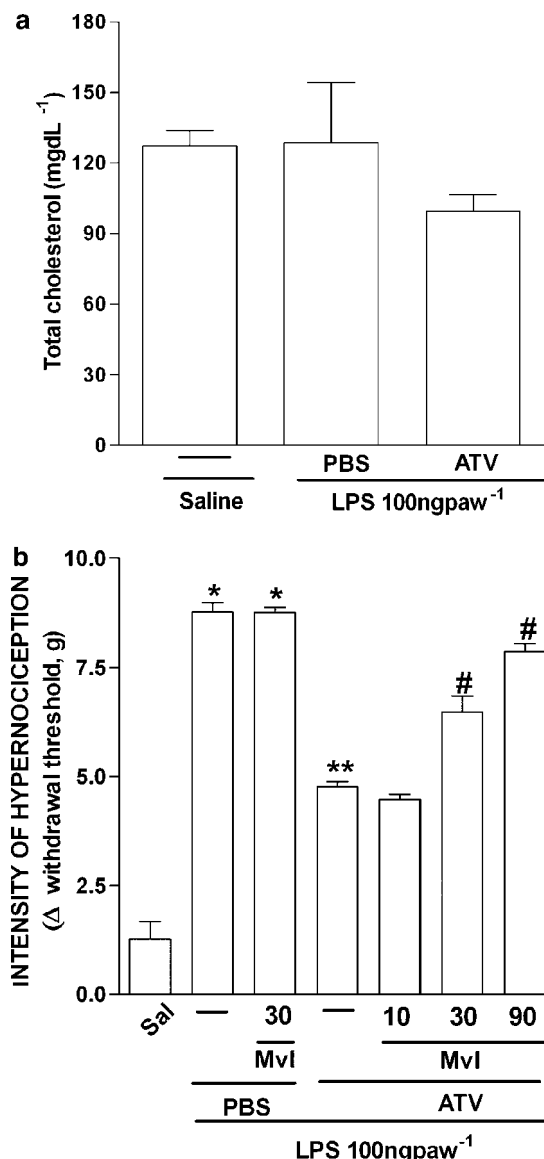 a
Total cholesterol (mgdL⁻¹)
180
150
120
90
60
30
0
PBS ATV
Saline LPS 100ngpaw⁻¹
b
INTENSITY OF HYPERNOCICEPTION
(Δ withdrawal threshold, g)
10.0
7.5
5.0
2.5
0.0
* * ** # #
Sal — 30 — 10 30 90
MvI MvI
PBS ATV
LPS 100ngpaw⁻¹